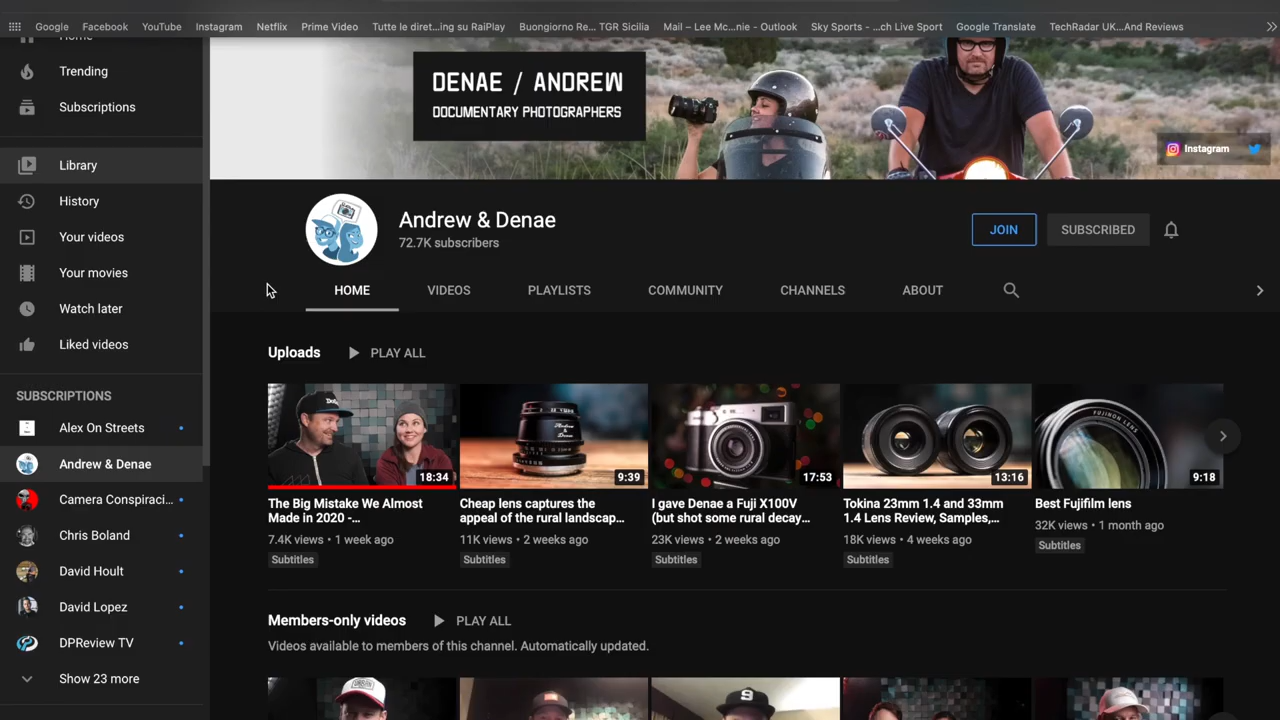 Google Facebook YouTube Instagram Netflix Prime Video Tutte le diret...ing su RaiPlay Buongiorno Re... TGR Sicilia Mail – Lee Mc...nie - Outlook Sky Sports - ...ch Live Sport Google Translate TechRadar UK...And Reviews
Home
Trending
Subscriptions
Library
History
Your videos
Your movies
Watch later
Liked videos
SUBSCRIPTIONS
Alex On Streets
Andrew & Denae
Camera Conspiraci...
Chris Boland
David Hoult
David Lopez
DPReview TV
Show 23 more
DENAE / ANDREW
DOCUMENTARY PHOTOGRAPHERS
Instagram
Andrew & Denae
72.7K subscribers
JOIN SUBSCRIBED
HOME VIDEOS PLAYLISTS COMMUNITY CHANNELS ABOUT
Uploads PLAY ALL
18:34
The Big Mistake We Almost
Made in 2020 -...
7.4K views • 1 week ago
Subtitles
9:39
Cheap lens captures the
appeal of the rural landscap...
11K views • 2 weeks ago
Subtitles
17:53
I gave Denae a Fuji X100V
(but shot some rural decay...
23K views • 2 weeks ago
Subtitles
13:16
Tokina 23mm 1.4 and 33mm
1.4 Lens Review, Samples,...
18K views • 4 weeks ago
Subtitles
FUJINON LENS
9:18
Best Fujifilm lens
32K views • 1 month ago
Subtitles
Members-only videos PLAY ALL
Videos available to members of this channel. Automatically updated.